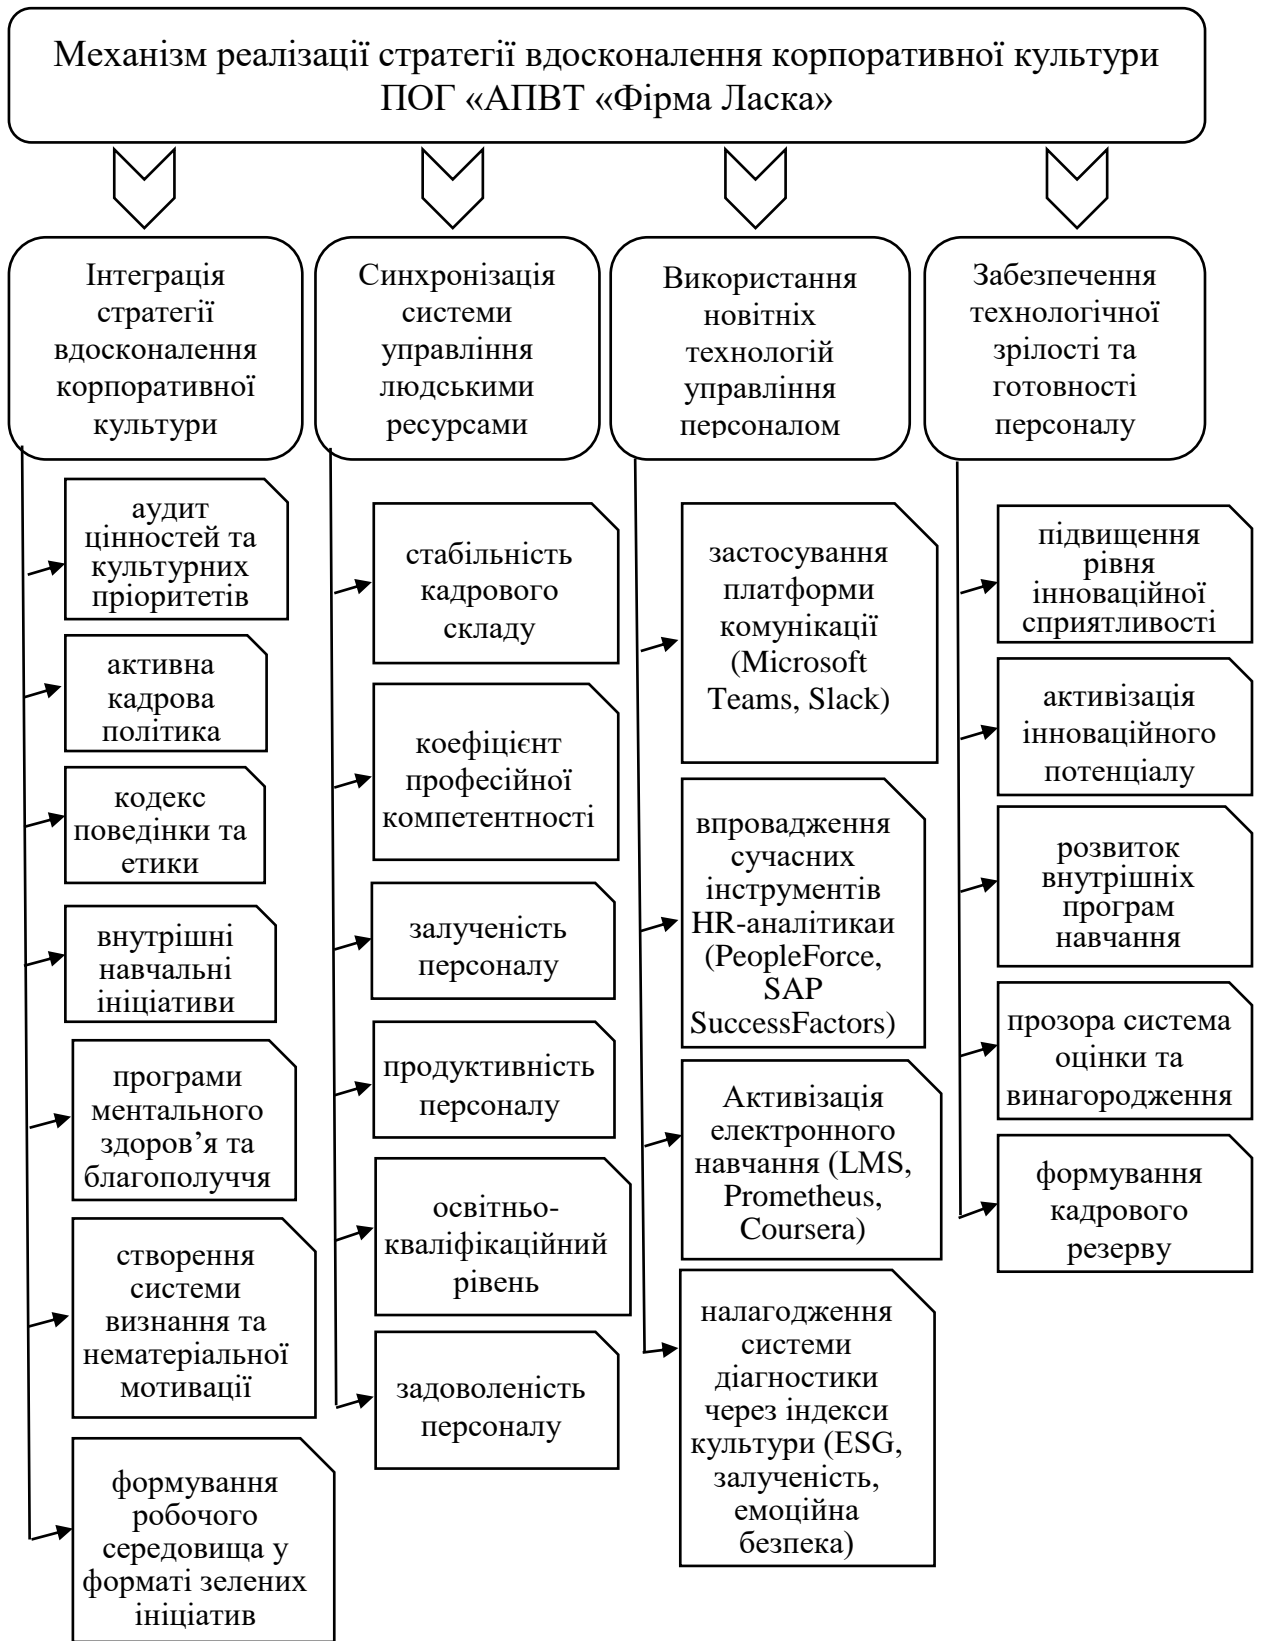 Механізм реалізації стратегії вдосконалення корпоративної культури
ПОГ «АПВТ «Фірма Ласка»
Інтеграція
стратегії
вдосконалення
корпоративної
культури
аудит
цінностей та
культурних
пріоритетів
активна
кадрова
політика
кодекс
поведінки та
етики
внутрішні
навчальні
ініціативи
програми
ментального
здоров’я та
благополуччя
створення
системи
визнання та
нематеріальної
мотивації
формування
робочого
середовища у
форматі зелених
ініціатив
Синхронізація
системи
управління
людськими
ресурсами
стабільність
кадрового
складу
коефіцієнт
професійної
компетентності
залученість
персоналу
продуктивність
персоналу
освітньо-
кваліфікаційний
рівень
задоволеність
персоналу
Використання
новітніх
технологій
управління
персоналом
застосування
платформи
комунікації
(Microsoft
Teams, Slack)
впровадження
сучасних
інструментів
HR-аналітикаи
(PeopleForce,
SAP
SuccessFactors)
Активізація
електронного
навчання (LMS,
Prometheus,
Coursera)
налагодження
системи
діагностики
через індекси
культури (ESG,
залученість,
емоційна
безпека)
Забезпечення
технологічної
зрілості та
готовності
персоналу
підвищення
рівня
інноваційної
сприятливості
активізація
інноваційного
потенціалу
розвиток
внутрішніх
програм
навчання
прозора система
оцінки та
винагородження
формування
кадрового
резерву